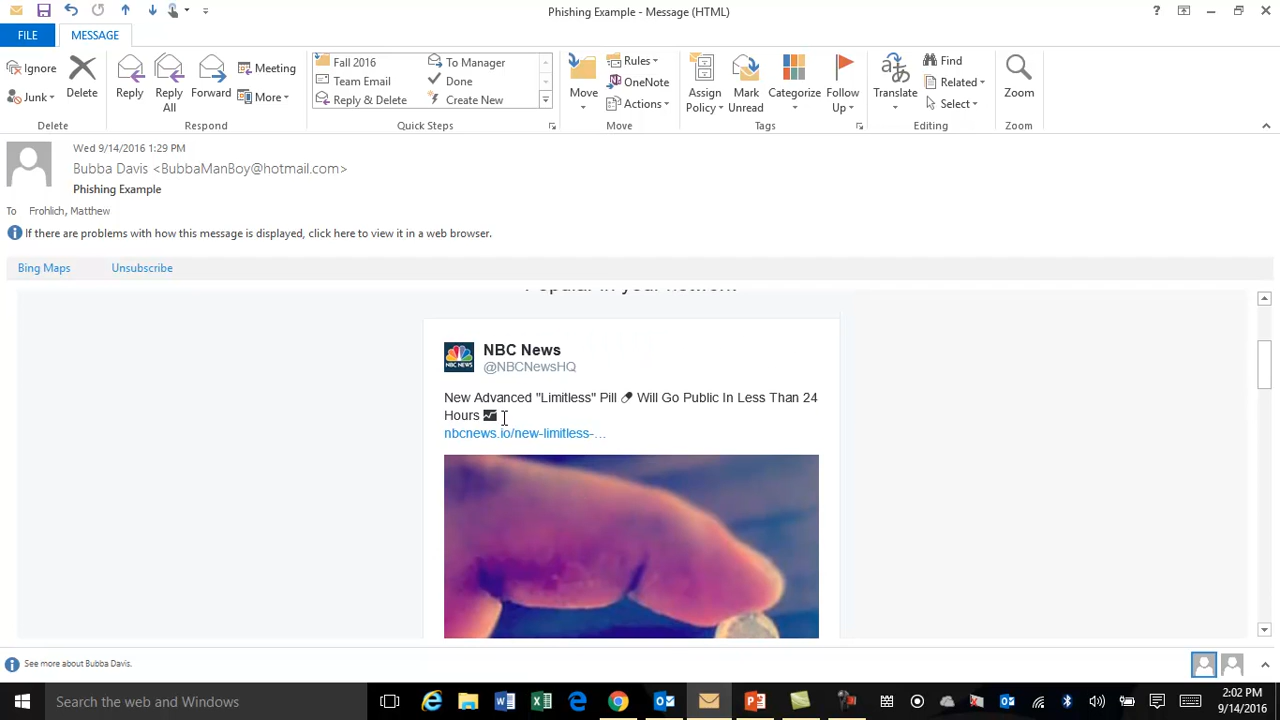 Phishing Example - Message (HTML)
?
FILE
MESSAGE
Ignore
Junk
Delete
Delete
Reply
Reply All
Forward
Meeting
More
Respond
Fall 2016
Team Email
Reply & Delete
To Manager
Done
Create New
Quick Steps
Move
Rules
OneNote
Actions
Move
Assign Policy
Mark Unread
Categorize
Follow Up
Tags
Translate
Find
Related
Select
Editing
Zoom
Zoom
Wed 9/14/2016 1:29 PM
Bubba Davis <BubbaManBoy@hotmail.com>
Phishing Example
To Frohlich, Matthew
If there are problems with how this message is displayed, click here to view it in a web browser.
Bing Maps
Unsubscribe
Popular in your network
NBC News
@NBCNewsHQ
NBC NEWS
New Advanced "Limitless" Pill Will Go Public In Less Than 24
Hours
nbcnews.io/new-limitless-...
See more about Bubba Davis.
Search the web and Windows
2:02 PM
9/14/2016